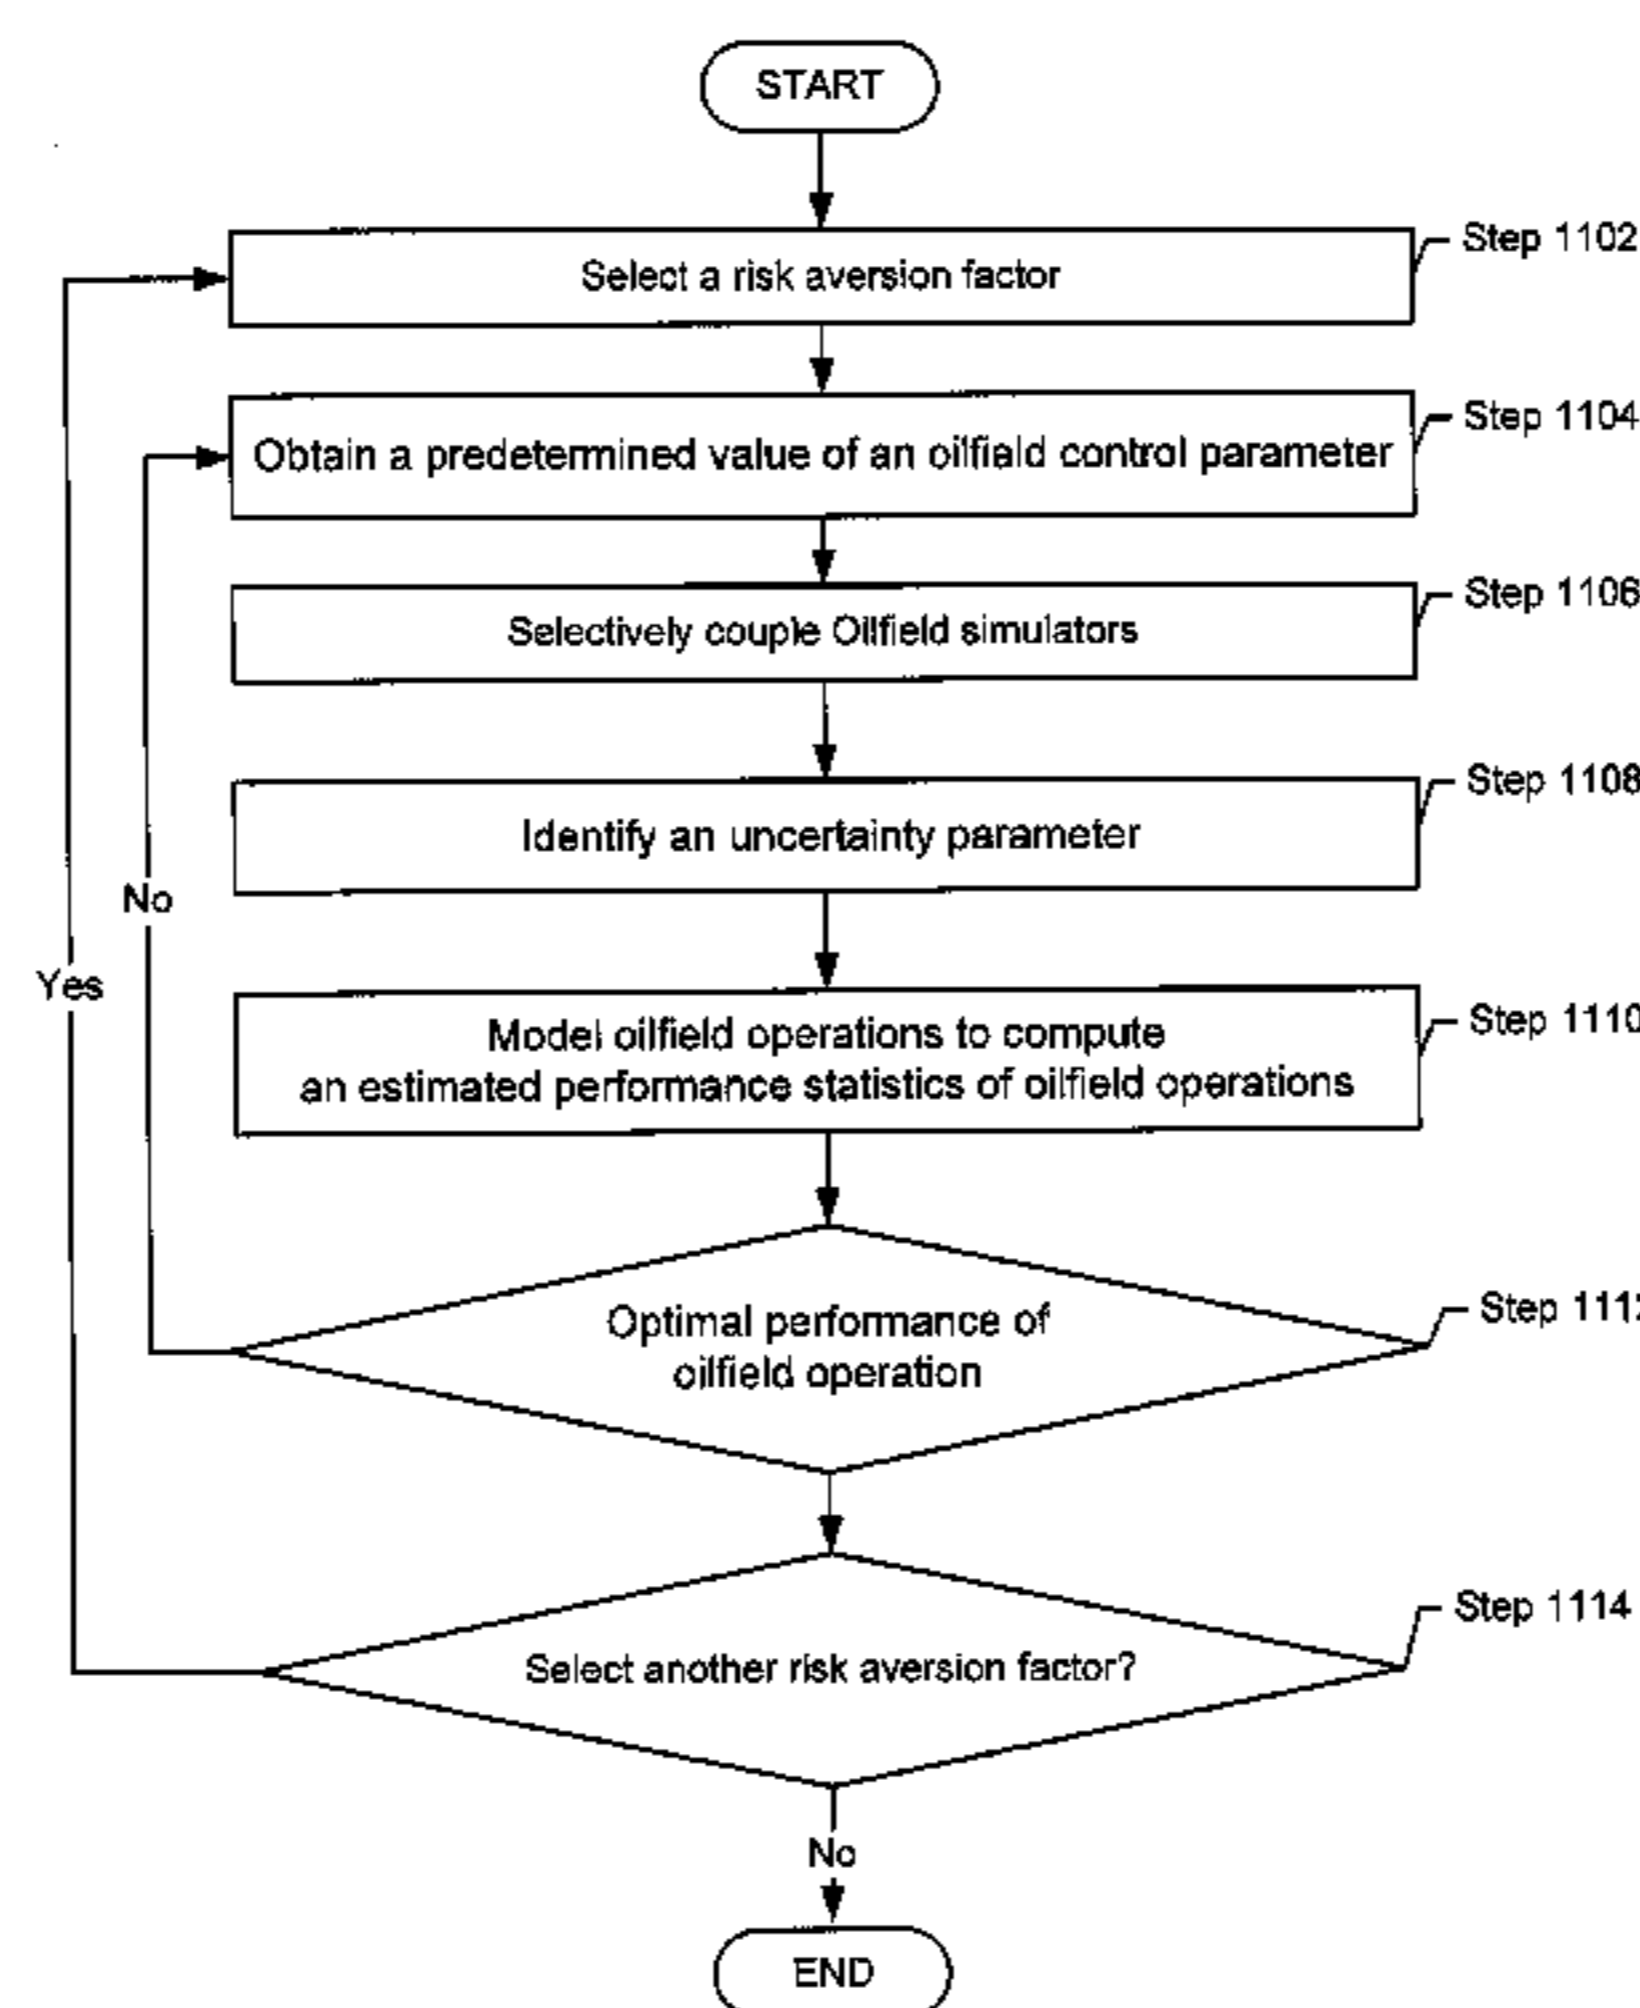 START
Select a risk aversion factor
Step 1102
Obtain a predetermined value of an oilfield control parameter
Step 1104
Selectively couple Oilfield simulators
Step 1106
Identify an uncertainty parameter
Step 1108
No
Yes
Model oilfield operations to compute
an estimated performance statistics of oilfield operations
Step 1110
Optimal performance of
oilfield operation
Step 1112
Select another risk aversion factor?
Step 1114
No
END